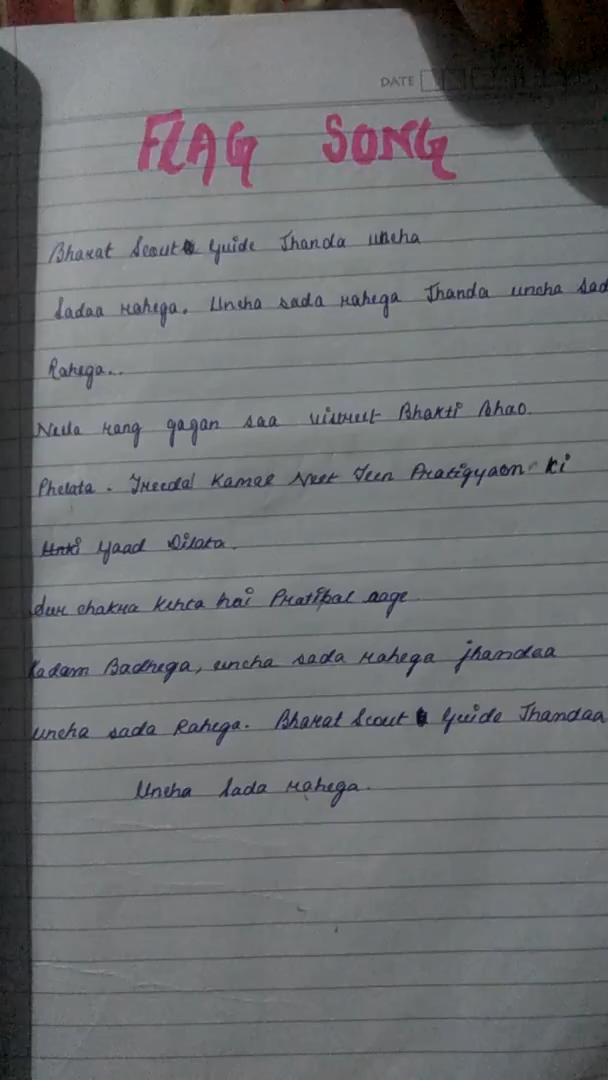 DATE
FLAG SONG
Bharat Scout & Guide Jhanda uncha
Sadaa rahega. Uncha sada rahega Jhanda uncha sad
Rahega...
Neela rang gagan saa vistreet Bhakti Bhao.
Phelata. Treedal Kamal Neet Teen Pratigyaon ki
yaad Dilata.
chakra kehta hai Pratipal aage
Kadam Badhega, uncha sada rahega jhandaa
uncha sada Rahega. Bharat Scout & Guide Jhandaa
Uncha Sada rahega.